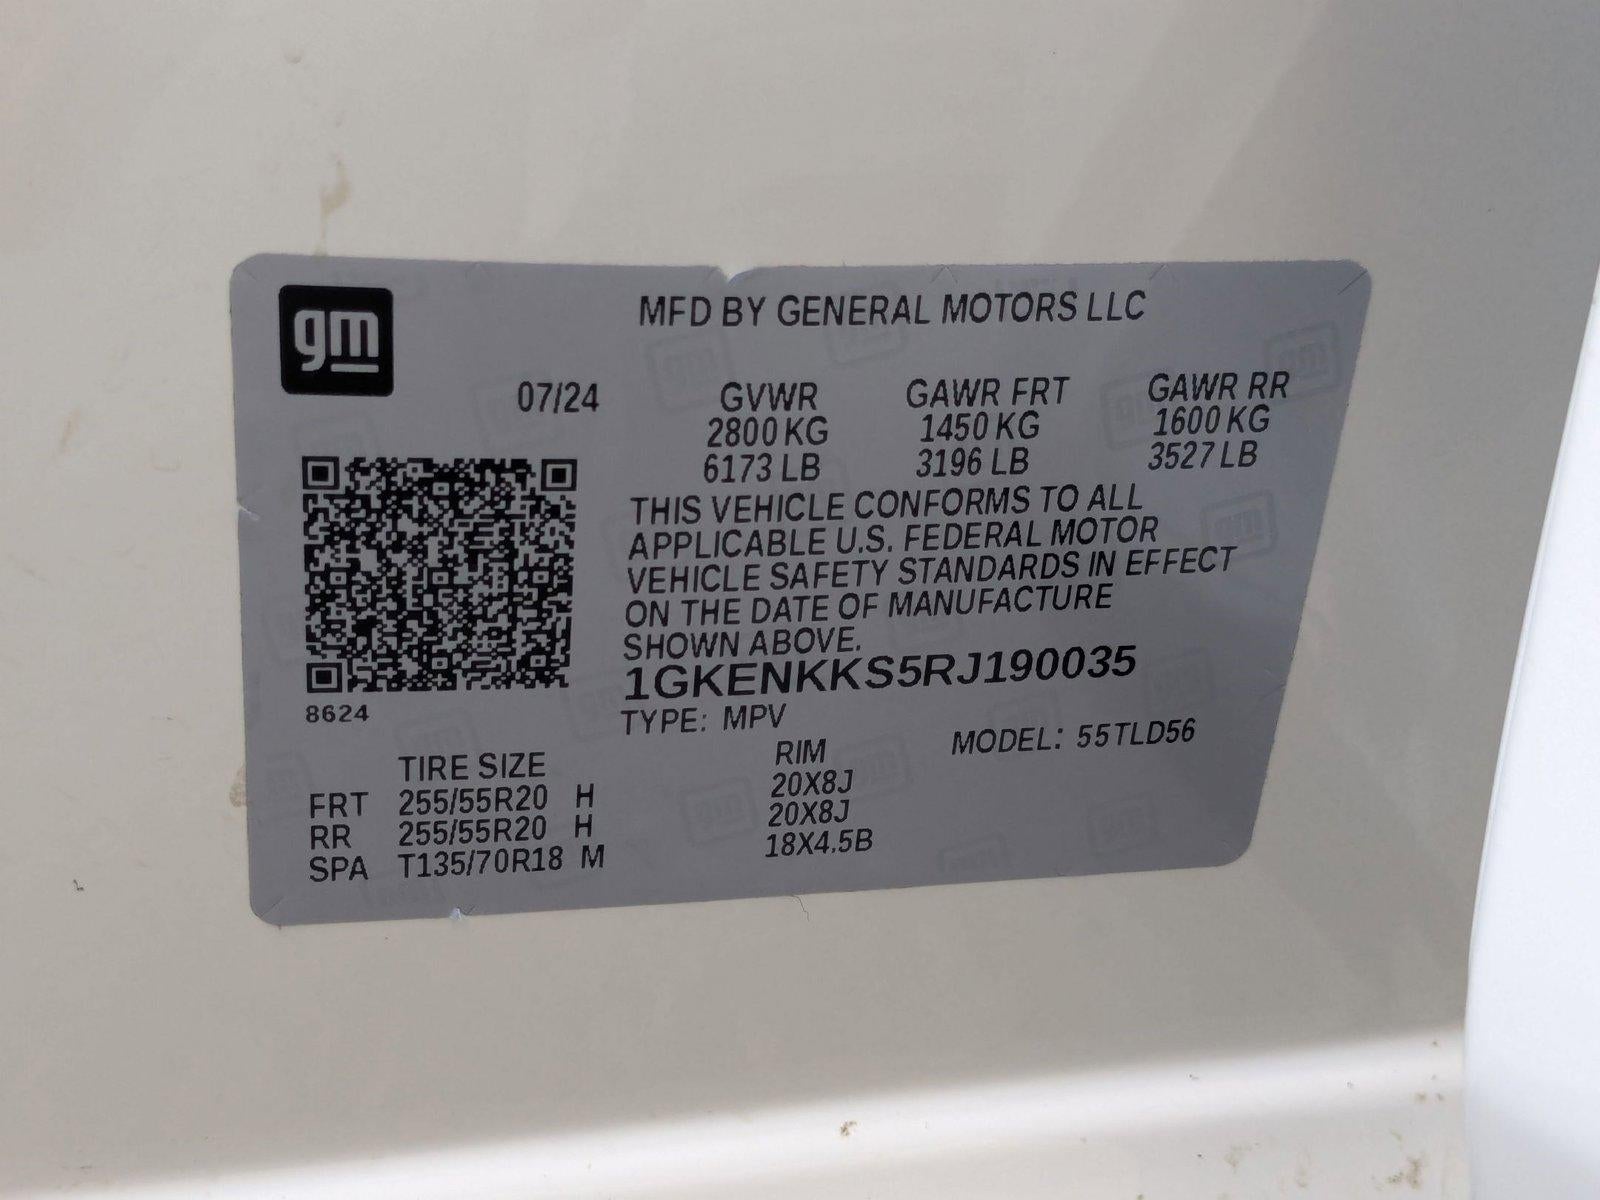 gm
MFD BY GENERAL MOTORS LLC
07/24 GVWR GAWR FRT GAWR RR
2800 KG 1450 KG 1600 KG
6173 LB 3196 LB 3527 LB
THIS VEHICLE CONFORMS TO ALL
APPLICABLE U.S. FEDERAL MOTOR
VEHICLE SAFETY STANDARDS IN EFFECT
ON THE DATE OF MANUFACTURE
SHOWN ABOVE.
1GKENKKS5RJ190035
8624
TYPE: MPV
MODEL: 55TLD56
TIRE SIZE RIM
FRT 255/55R20 H 20X8J
RR 255/55R20 H 20X8J
SPA T135/70R18 M 18X4.5B